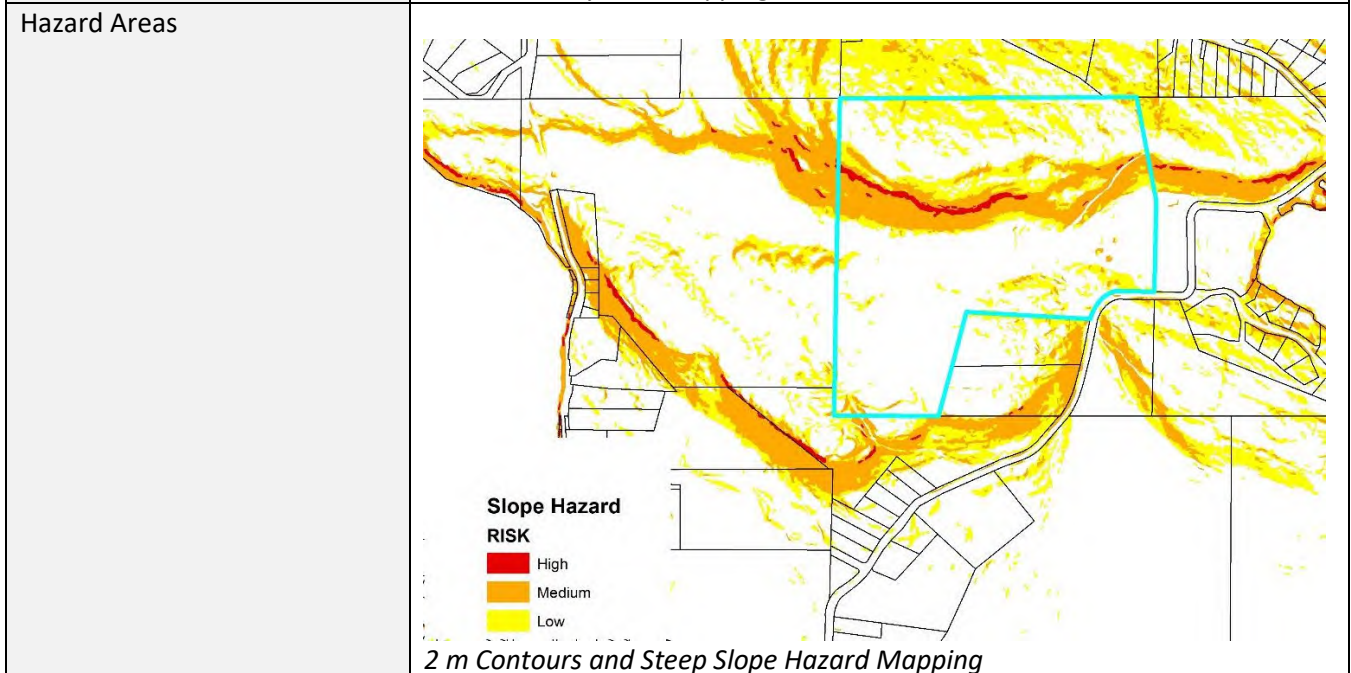 Hazard Areas
Slope Hazard
RISK
High
Medium
Low
2 m Contours and Steep Slope Hazard Mapping